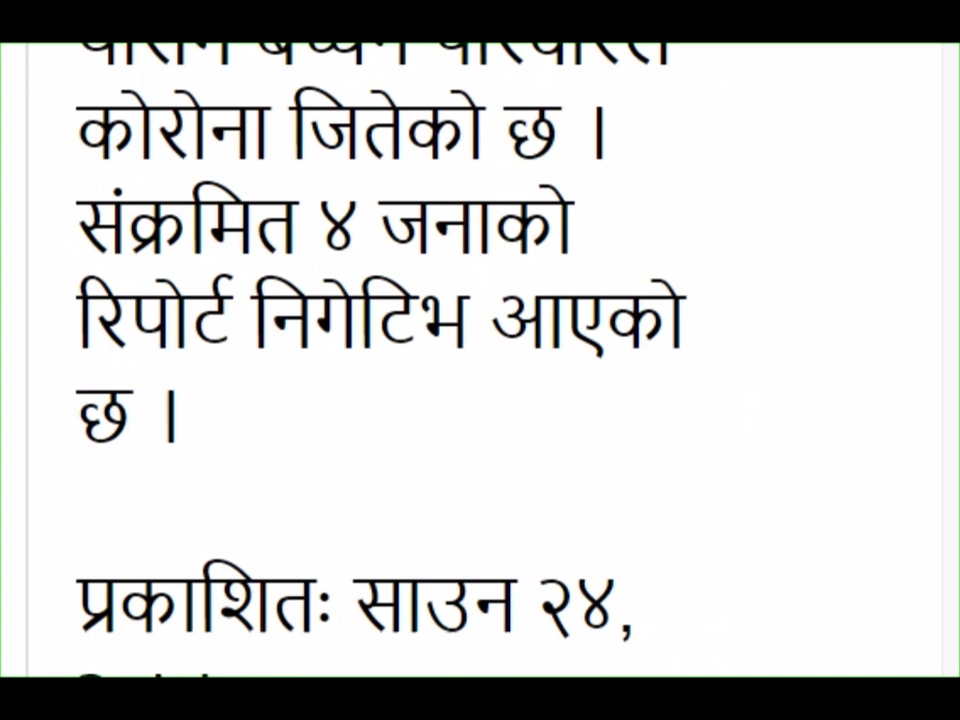 कोरोना जितेको छ ।
संक्रमित ४ जनाको
रिपोर्ट निगेटिभ आएको
छ ।
प्रकाशितः साउन २४,